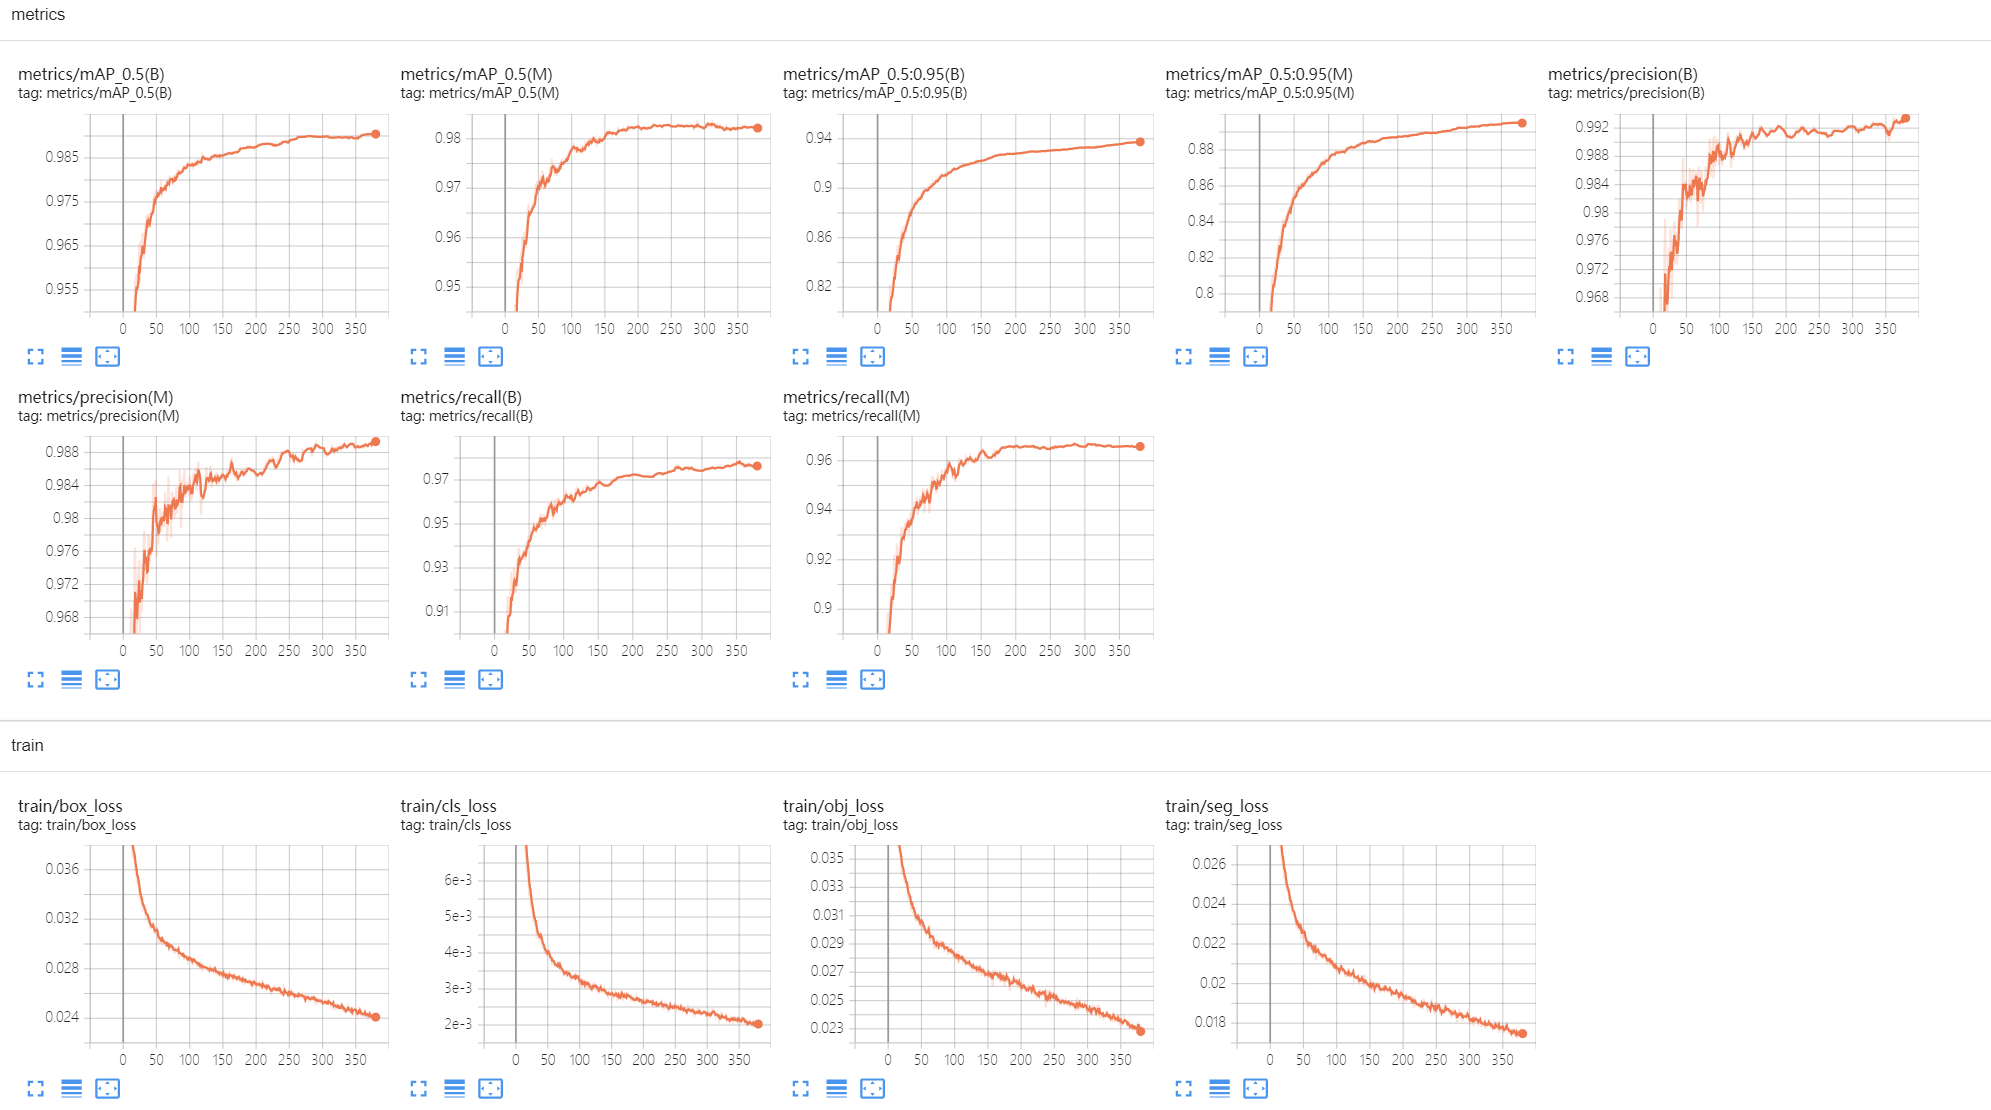 metrics
metrics/mAP_0.5(B)
tag: metrics/mAP_0.5(B)
0.985
0.975
0.965
0.955
0 50 100 150 200 250 300 350
metrics/mAP_0.5(M)
tag: metrics/mAP_0.5(M)
0.98
0.97
0.96
0.95
0 50 100 150 200 250 300 350
metrics/mAP_0.5:0.95(B)
tag: metrics/mAP_0.5:0.95(B)
0.94
0.9
0.86
0.82
0 50 100 150 200 250 300 350
metrics/mAP_0.5:0.95(M)
tag: metrics/mAP_0.5:0.95(M)
0.88
0.86
0.84
0.82
0.8
0 50 100 150 200 250 300 350
metrics/precision(B)
tag: metrics/precision(B)
0.992
0.988
0.984
0.98
0.976
0.972
0.968
0 50 100 150 200 250 300 350
metrics/precision(M)
tag: metrics/precision(M)
0.988
0.984
0.98
0.976
0.972
0.968
0 50 100 150 200 250 300 350
metrics/recall(B)
tag: metrics/recall(B)
0.97
0.95
0.93
0.91
0 50 100 150 200 250 300 350
metrics/recall(M)
tag: metrics/recall(M)
0.96
0.94
0.92
0.9
0 50 100 150 200 250 300 350
train
train/box_loss
tag: train/box_loss
0.036
0.032
0.028
0.024
0 50 100 150 200 250 300 350
train/cls_loss
tag: train/cls_loss
6e-3
5e-3
4e-3
3e-3
2e-3
0 50 100 150 200 250 300 350
train/obj_loss
tag: train/obj_loss
0.035
0.033
0.031
0.029
0.027
0.025
0.023
0 50 100 150 200 250 300 350
train/seg_loss
tag: train/seg_loss
0.026
0.024
0.022
0.02
0.018
0 50 100 150 200 250 300 350